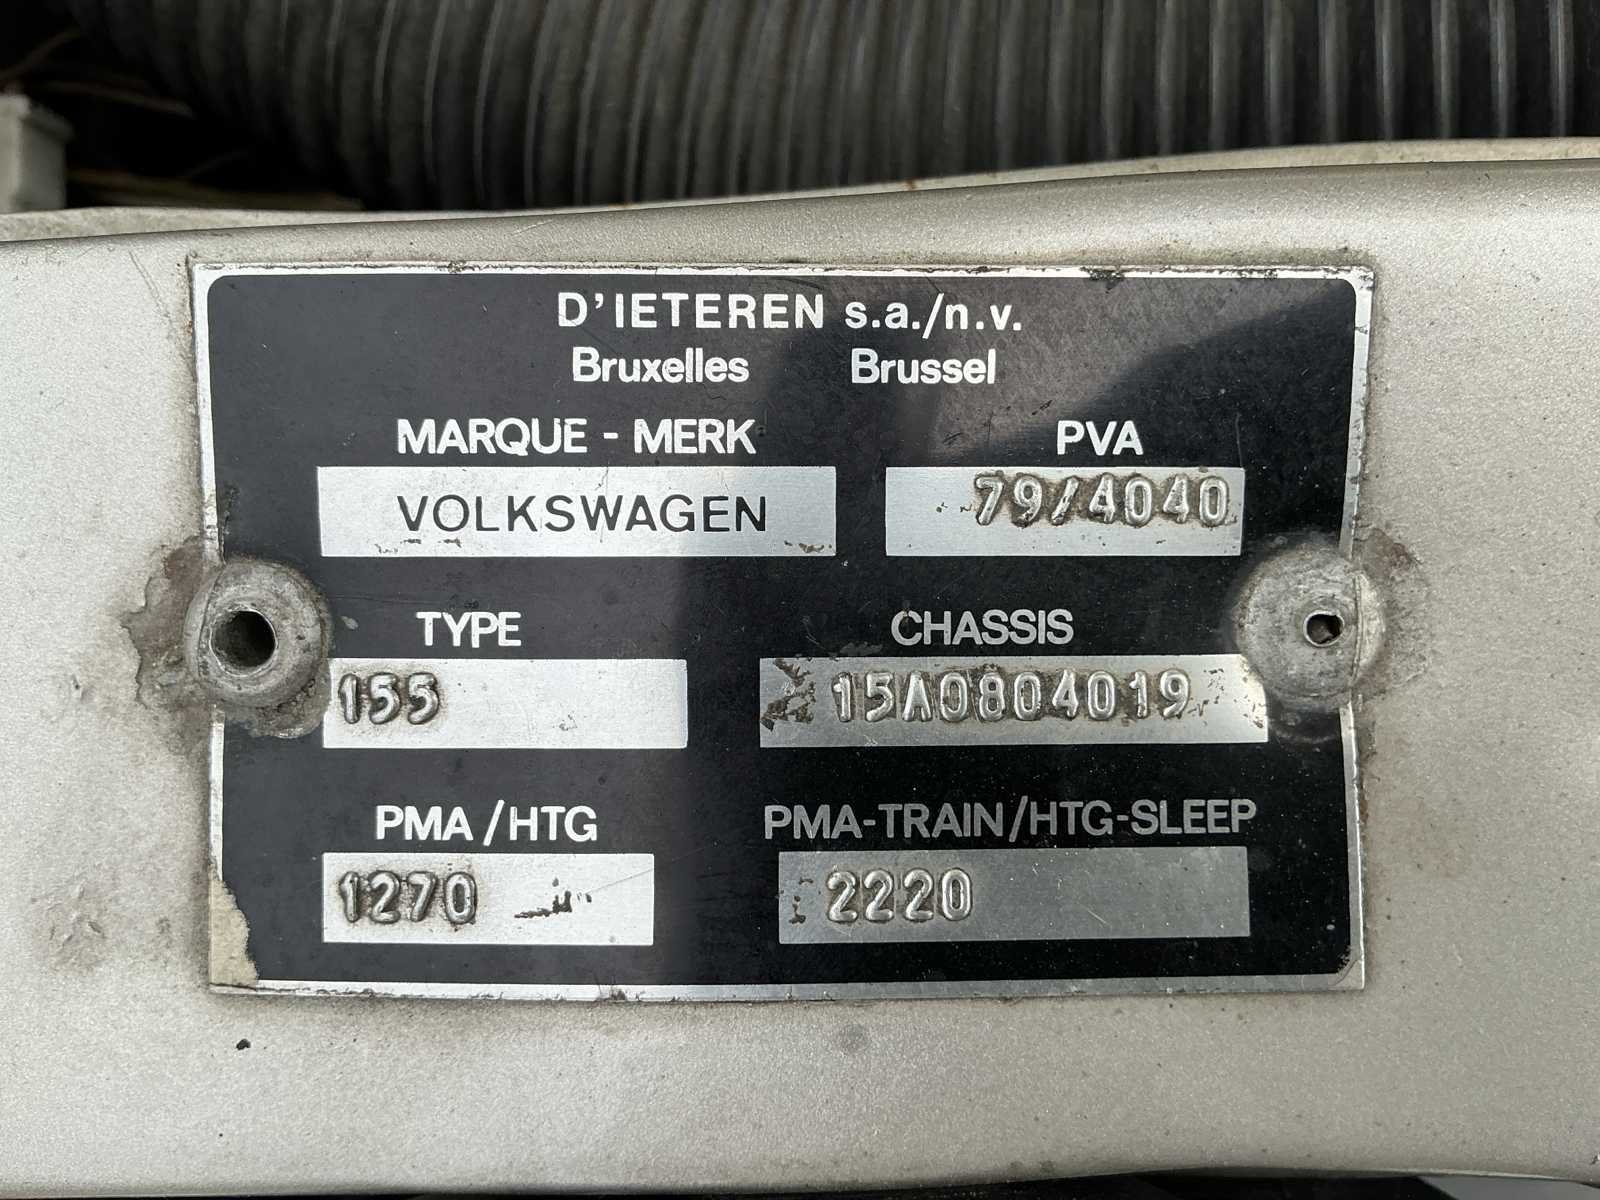 D'IETEREN s.a./n.v.
Bruxelles Brussel
MARQUE - MERK PVA
VOLKSWAGEN 79/4040
TYPE CHASSIS
155 15A0804019
PMA/HTG PMA-TRAIN/HTG-SLEEP
1270 2220